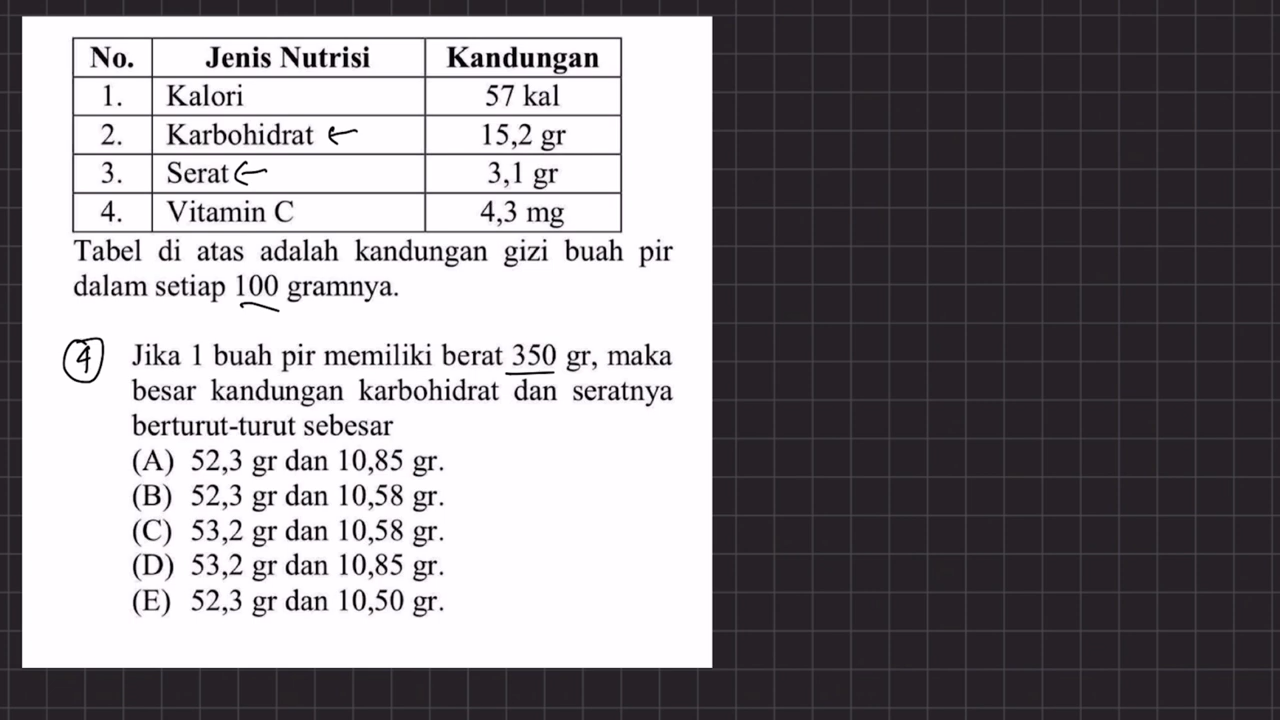 No. Jenis Nutrisi Kandungan
1. Kalori 57 kal
2. Karbohidrat 15,2 gr
3. Serat 3,1 gr
4. Vitamin C 4,3 mg
Tabel di atas adalah kandungan gizi buah pir
dalam setiap 100 gramnya.
4 Jika 1 buah pir memiliki berat 350 gr, maka
besar kandungan karbohidrat dan seratnya
berturut-turut sebesar
(A) 52,3 gr dan 10,85 gr.
(B) 52,3 gr dan 10,58 gr.
(C) 53,2 gr dan 10,58 gr.
(D) 53,2 gr dan 10,85 gr.
(E) 52,3 gr dan 10,50 gr.